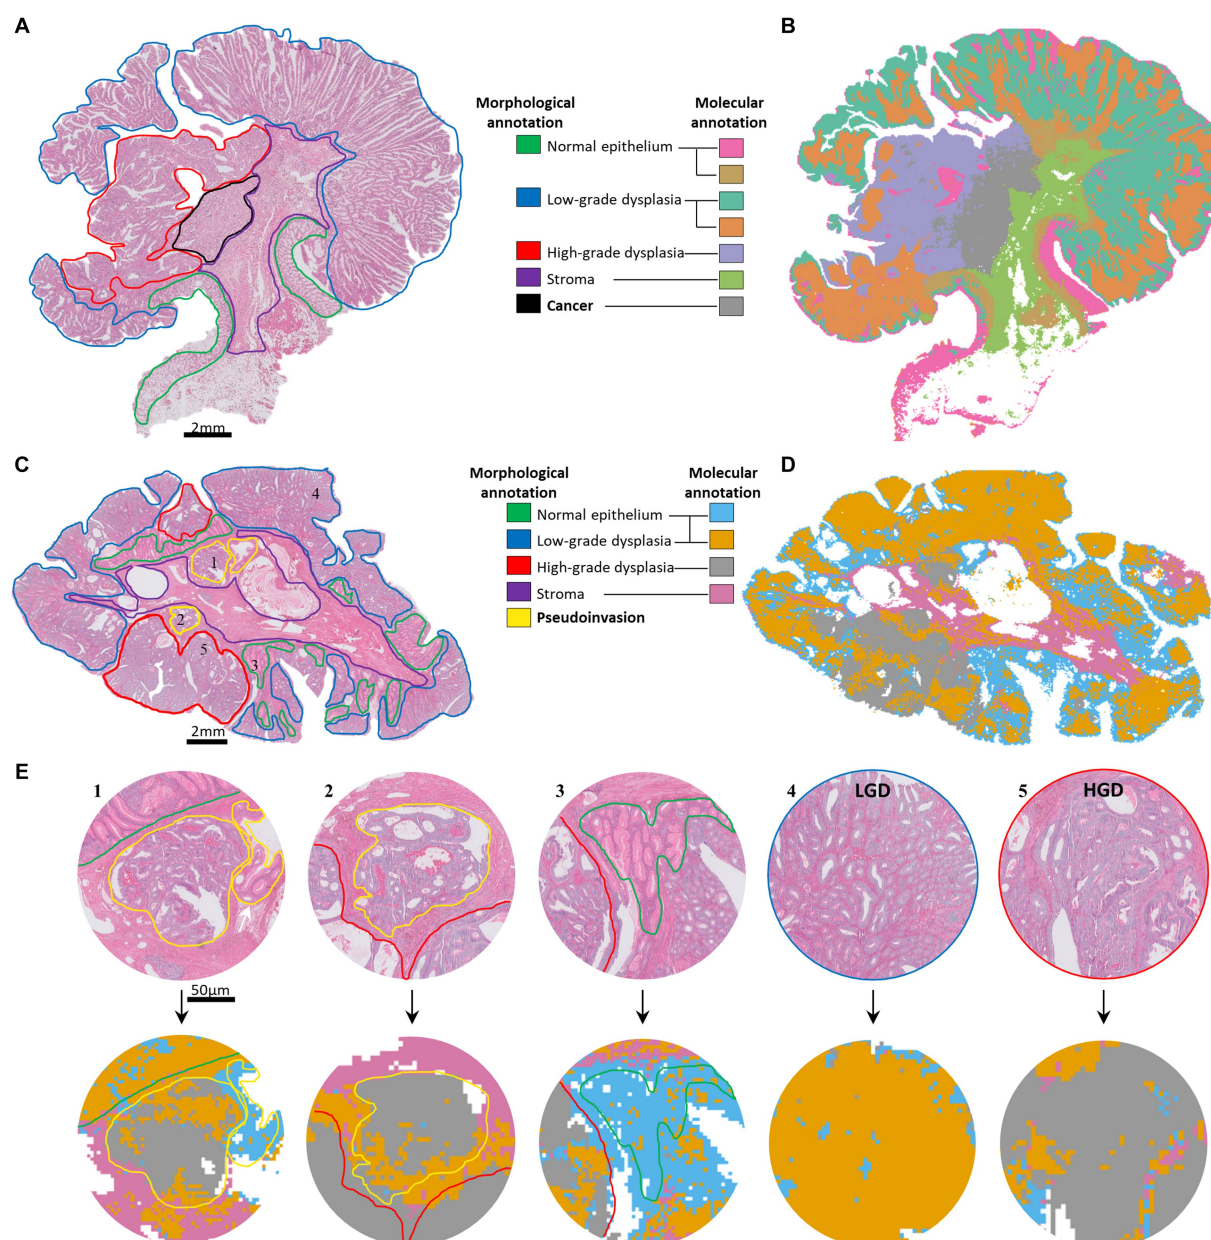 A
B
Morphological annotation
Molecular annotation
Normal epithelium
Low-grade dysplasia
High-grade dysplasia
Stroma
Cancer
2mm
C
D
Morphological annotation
Molecular annotation
Normal epithelium
Low-grade dysplasia
High-grade dysplasia
Stroma
Pseudoinvasion
4
1
2
5
3
2mm
E
1
2
3
4
LGD
5
HGD
50µm